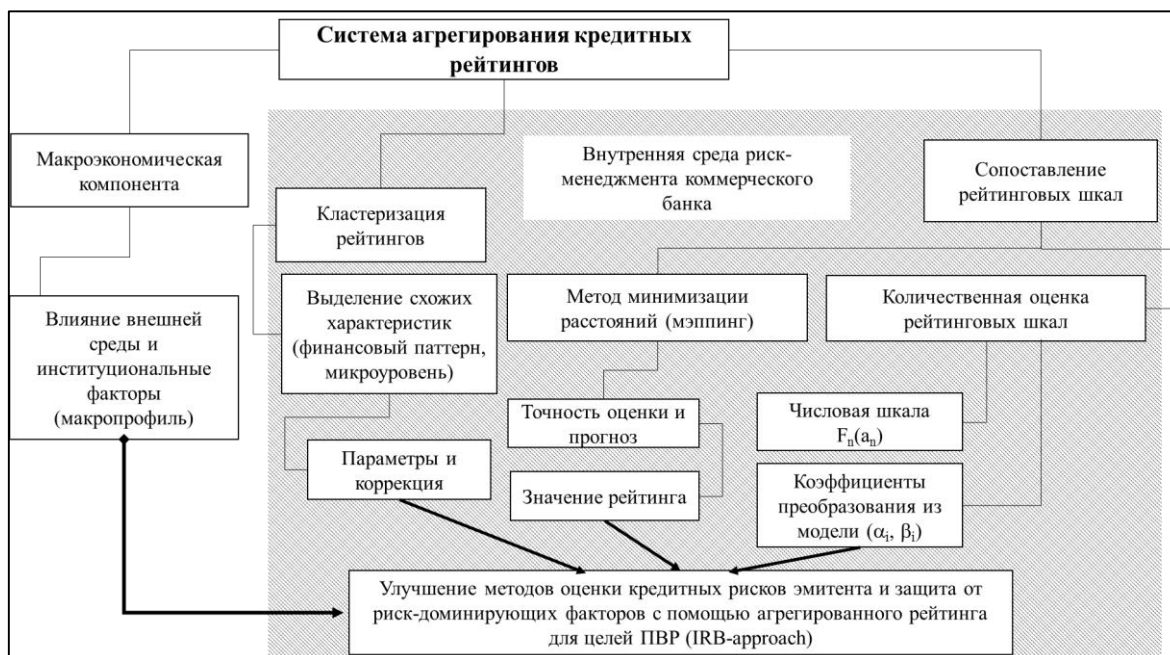 Система агрегирования кредитных
рейтингов
Макроэкономическая
компонента
Внутренняя среда риск-
менеджмента коммерческого
банка
Сопоставление
рейтинговых шкал
Кластеризация
рейтингов
Влияние внешней
среды и
институциональные
факторы
(макропрофиль)
Выделение схожих
характеристик
(финансовый паттерн,
микроуровень)
Метод минимизации
расстояний (мэппинг)
Количественная оценка
рейтинговых шкал
Точность оценки и
прогноз
Числовая шкала
Fn(an)
Параметры и
коррекция
Значение рейтинга
Коэффициенты
преобразования из
модели (αi, βi)
Улучшение методов оценки кредитных рисков эмитента и защита от
риск-доминирующих факторов с помощью агрегированного рейтинга
для целей ПВР (IRB-approach)